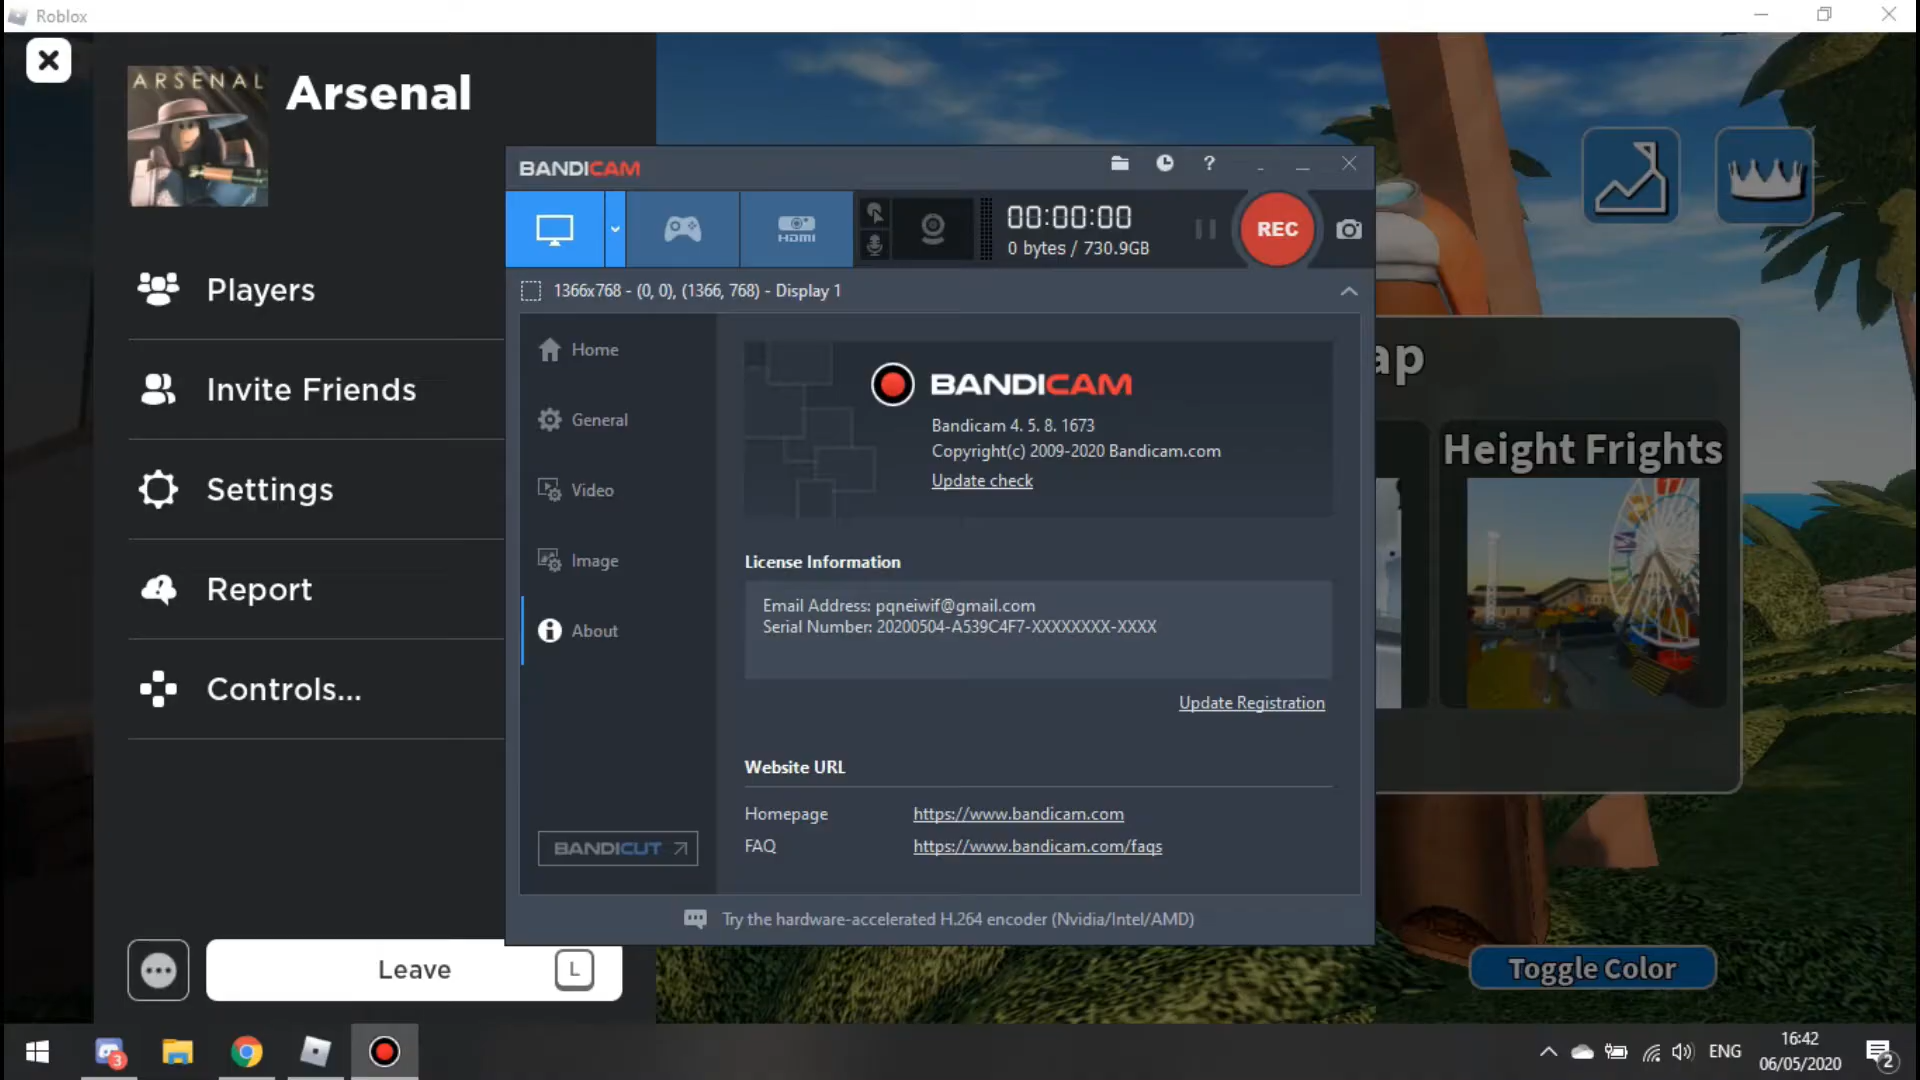 Roblox
ARSENAL
Arsenal
Players
Invite Friends
Settings
Report
Controls...
Leave
L
BANDICAM
?
HDMI
00:00:00
0 bytes / 730.9GB
REC
1366x768 - (0, 0), (1366, 768) - Display 1
Home
General
Video
Image
About
BANDICUT
BANDICAM
Bandicam 4. 5. 8. 1673
Copyright(c) 2009-2020 Bandicam.com
Update check
License Information
Email Address: pqneiwif@gmail.com
Serial Number: 20200504-A539C4F7-XXXXXXXX-XXXX
Update Registration
Website URL
Homepage https://www.bandicam.com
FAQ https://www.bandicam.com/faqs
Try the hardware-accelerated H.264 encoder (Nvidia/Intel/AMD)
ap
Height Frights
Toggle Color
3
ENG
16:42
06/05/2020
2